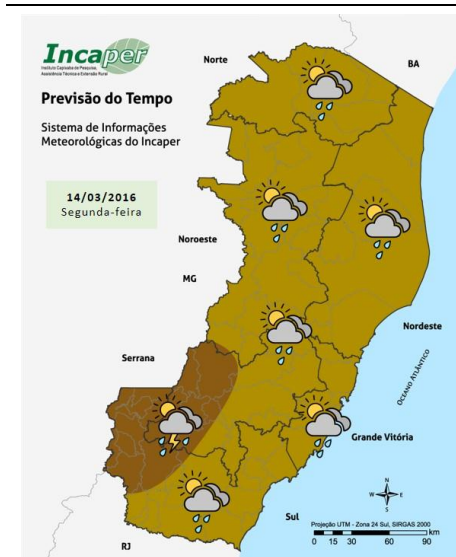 Incaper
Instituto Capixaba de Pesquisa,
Assistência Técnica e Extensão Rural
Previsão do Tempo
Sistema de Informações
Meteorológicas do Incaper
14/03/2016
Segunda-feira
Norte
BA
Noroeste
MG
Nordeste
Serrana
OCEANO ATLÂNTICO
Grande Vitória
N
W
E
S
Sul
RJ
Projeção UTM - Zona 24 Sul, SIRGAS 2000
km
0 15 30 60 90